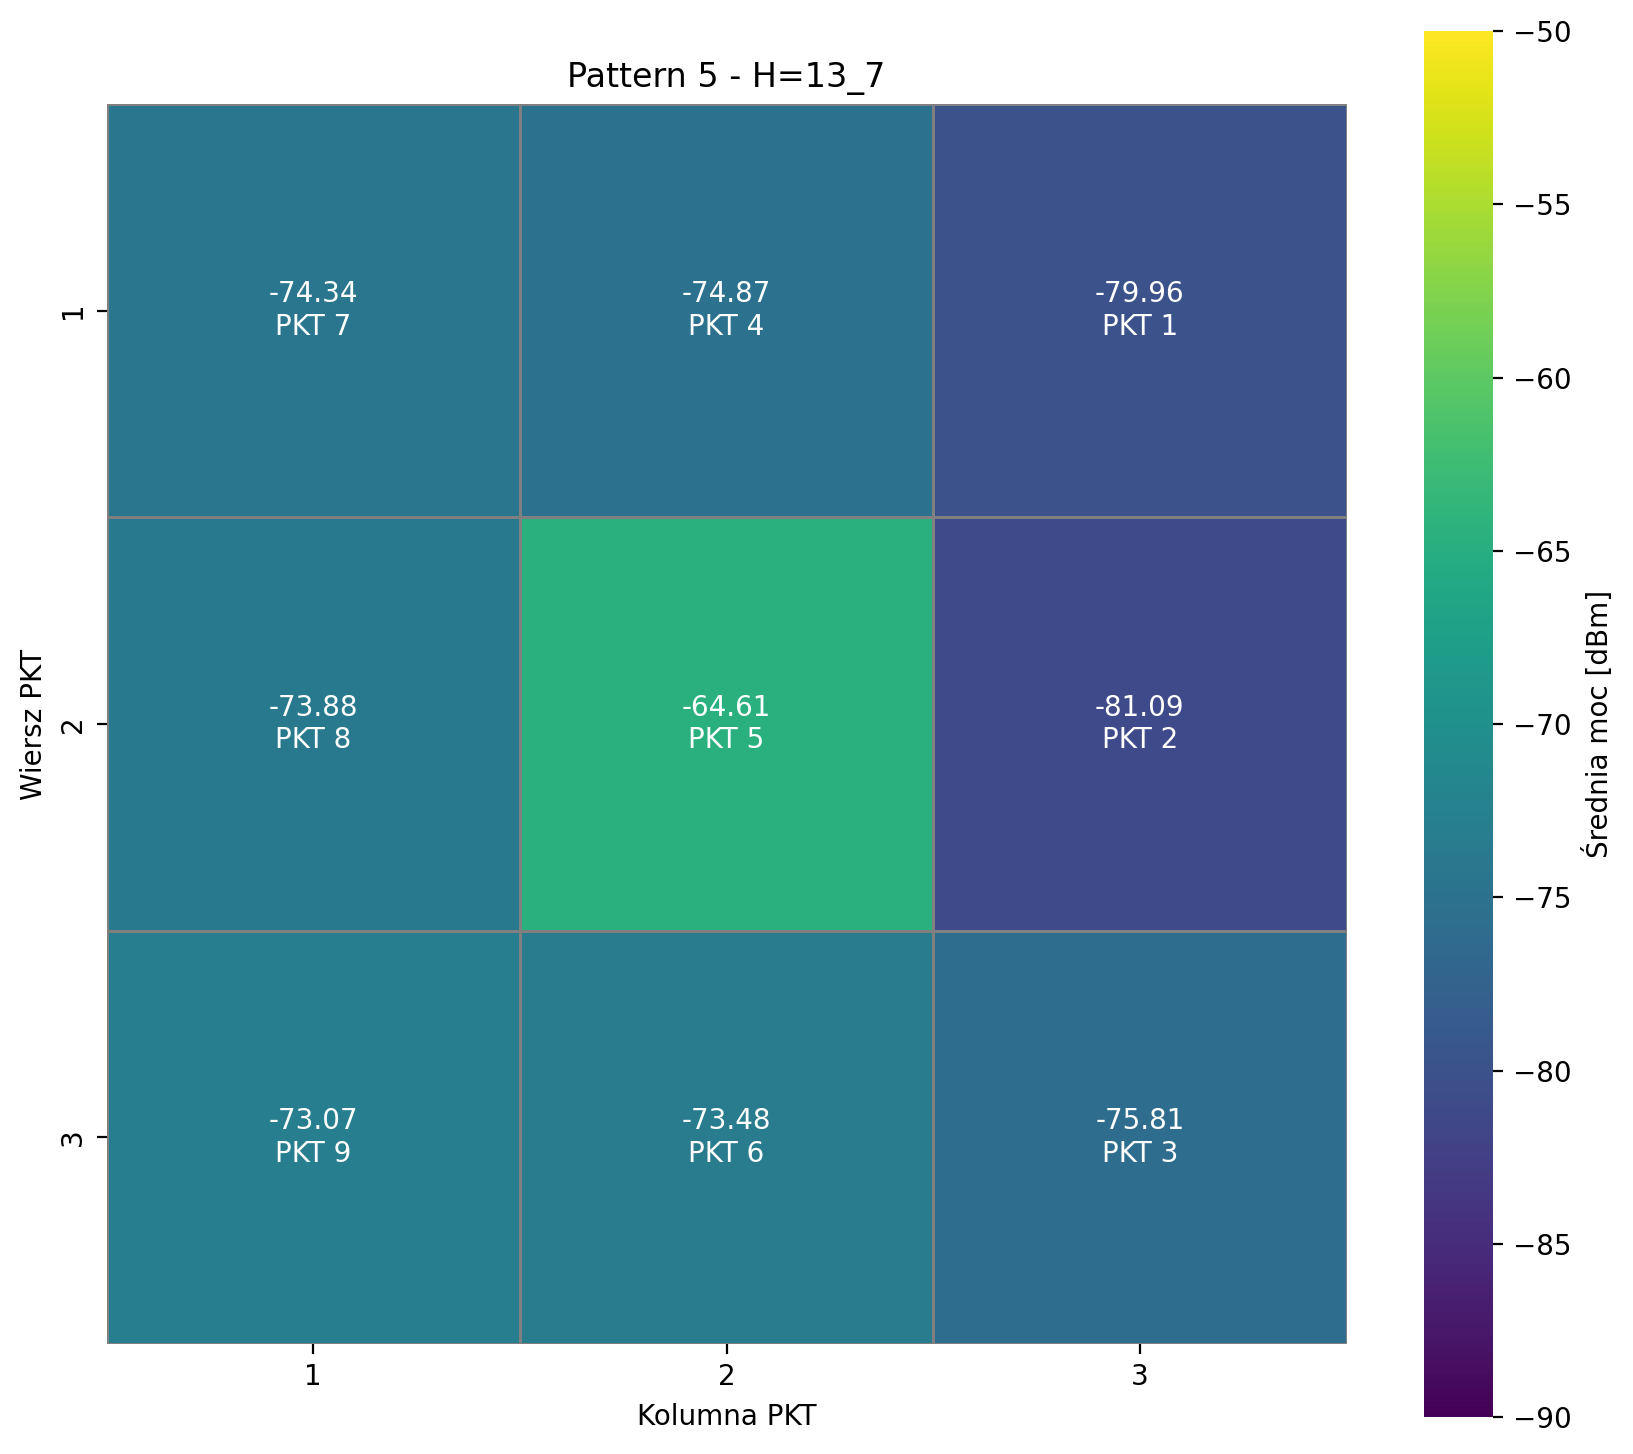 Pattern 5 - H=13_7
-74.34
PKT 7
-74.87
PKT 4
-79.96
PKT 1
-73.88
PKT 8
-64.61
PKT 5
-81.09
PKT 2
-73.07
PKT 9
-73.48
PKT 6
-75.81
PKT 3
1
2
3
Wiersz PKT
1
2
3
Kolumna PKT
−50
−55
−60
−65
−70
−75
−80
−85
−90
Średnia moc [dBm]